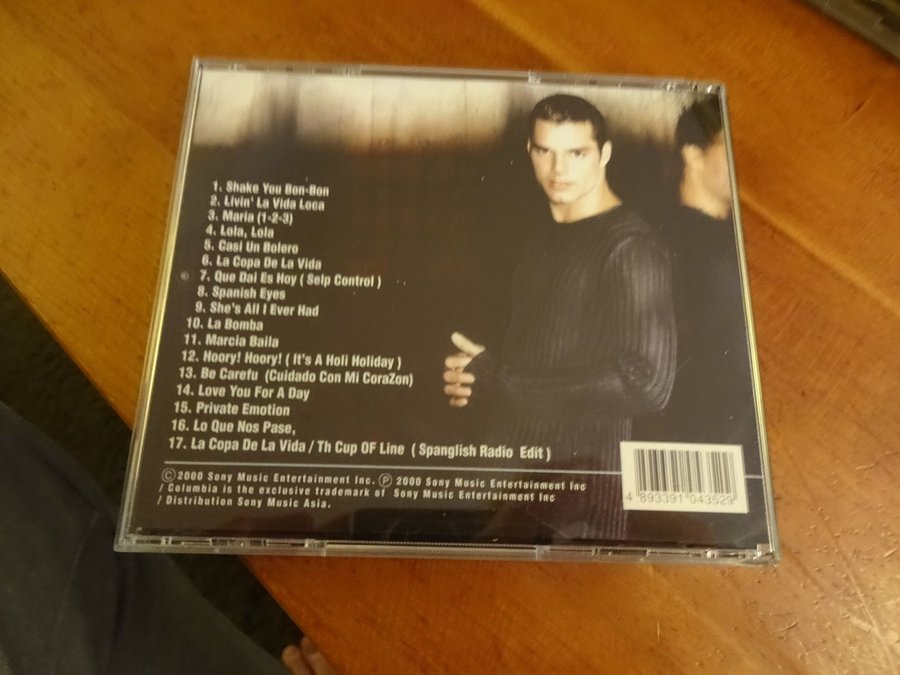 1. Shake You Bon-Bon
2. Livin' La Vida Loca
3. Maria (1-2-3)
4. Lola, Lola
5. Casi Un Bolero
6. La Copa De La Vida
7. Que Dai Es Hoy ( Selp Control )
8. Spanish Eyes
9. She's All I Ever Had
10. La Bomba
11. Marcia Baila
12. Hoory! Hoory! ( It's A Holi Holiday )
13. Be Carefu (Cuidado Con Mi CoraZon)
14. Love You For A Day
15. Private Emotion
16. Lo Que Nos Pase,
17. La Copa De La Vida / Th Cup OF Line ( Spanglish Radio Edit )
Ⓒ 2000 Sony Music Entertainment Inc. Ⓟ 2000 Sony Music Entertainment Inc
/ Columbia is the exclusive trademark of Sony Music Entertainment Inc
/ Distribution Sony Music Asia.
4 893391 043529